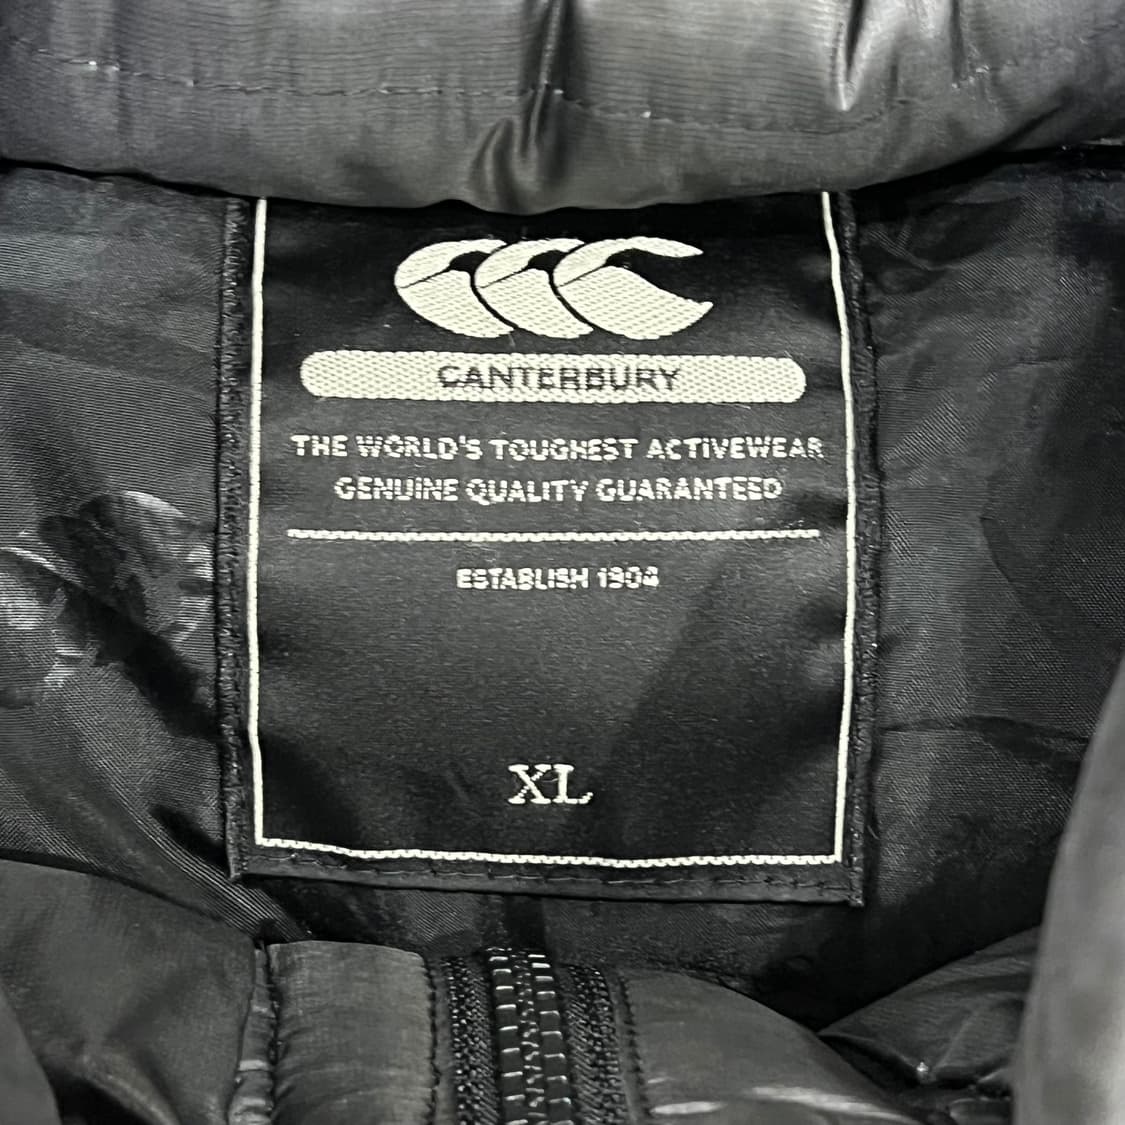 CANTERBURY
THE WORLD'S TOUGHEST ACTIVEWEAR
GENUINE QUALITY GUARANTEED
ESTABLISH 1904
XL